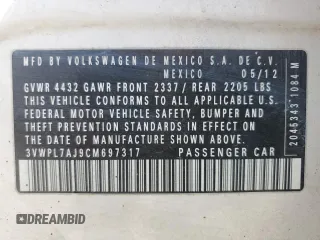 MFD BY VOLKSWAGEN DE MEXICO S.A. DE C.V.
MEXICO 05/12
GVWR 4432 GAWR FRONT 2337 / REAR 2205 LBS
THIS VEHICLE CONFORMS TO ALL APPLICABLE U.S.
FEDERAL MOTOR VEHICLE SAFETY, BUMPER AND
THEFT PREVENTION STANDARDS IN EFFECT ON
THE DATE OF MANUFACTURE SHOWN ABOVE
3VWPL7AJ9CM697317 PASSENGER CAR
2046343 1084 M
DREAMBID